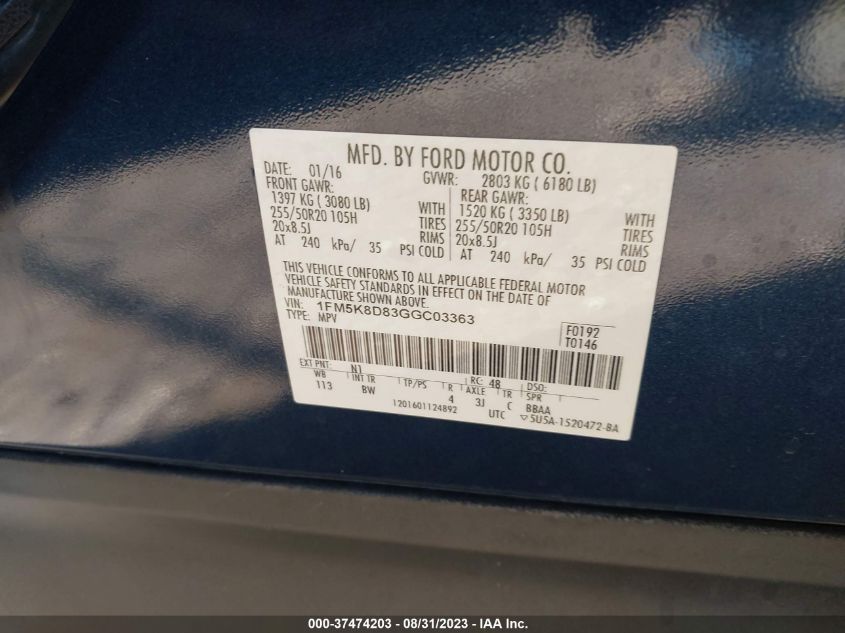 MFD. BY FORD MOTOR CO.
DATE: 01/16 GVWR: 2803 KG ( 6180 LB)
FRONT GAWR: REAR GAWR:
1397 KG ( 3080 LB) WITH 1520 KG ( 3350 LB) WITH
255/50R20 105H TIRES 255/50R20 105H TIRES
20x8.5J RIMS 20x8.5J RIMS
AT 240 kPa/ 35 PSI COLD AT 240 kPa/ 35 PSI COLD
THIS VEHICLE CONFORMS TO ALL APPLICABLE FEDERAL MOTOR
VEHICLE SAFETY STANDARDS IN EFFECT ON THE DATE OF
MANUFACTURE SHOWN ABOVE.
VIN: 1FM5K8D83GGC03363 F0192
TYPE: MPV T0146
EXT PNT: N1 RC: 48 DSO:
WB INT TR TP/PS R AXLE TR SPR
113 BW 4 3J C BBAA
1201601124892 UTC ▽5U5A-1520472-BA
000-37474203 - 08/31/2023 - IAA Inc.